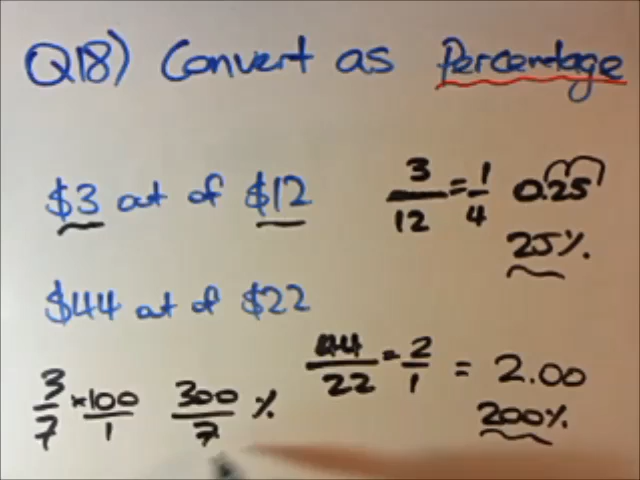 Q18) Convert as Percentage
$3 out of $12
3/12 = 1/4 0.25
25%.
$44 out of $22
44/22 = 2/1 = 2.00
200%.
3/7 × 100/1 300/7 %